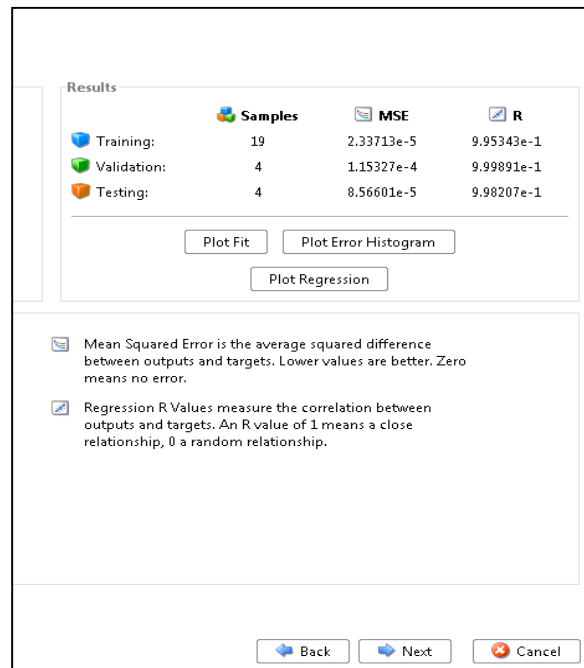 Results
Samples MSE R
Training: 19 2.33713e-5 9.95343e-1
Validation: 4 1.15327e-4 9.99891e-1
Testing: 4 8.56601e-5 9.98207e-1
Plot Fit Plot Error Histogram
Plot Regression
Mean Squared Error is the average squared difference
between outputs and targets. Lower values are better. Zero
means no error.
Regression R Values measure the correlation between
outputs and targets. An R value of 1 means a close
relationship, 0 a random relationship.
Back Next Cancel